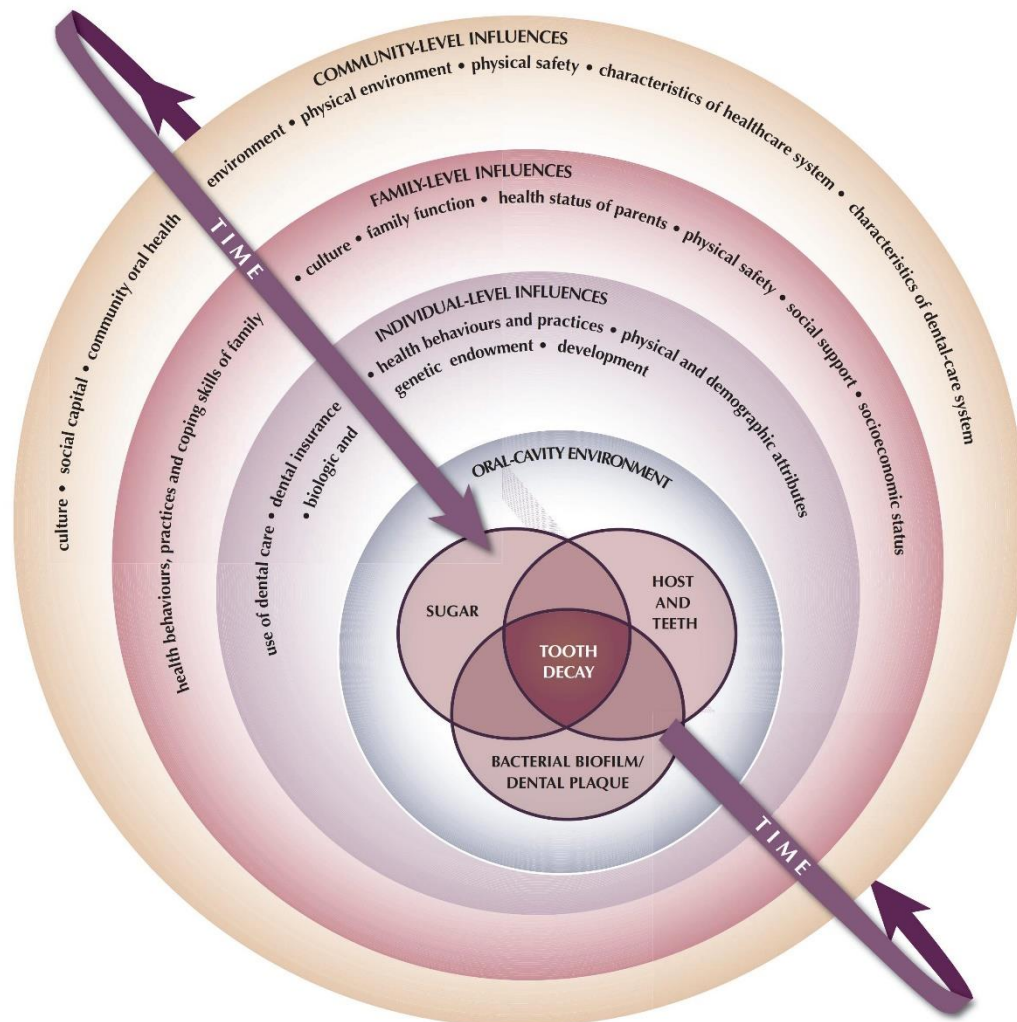 COMMUNITY-LEVEL INFLUENCES
culture • social capital • community oral health environment • physical environment • physical safety • characteristics of healthcare system • characteristics of dental-care system
FAMILY-LEVEL INFLUENCES
health behaviours, practices and coping skills of family • culture • family function • health status of parents • physical safety • social support • socioeconomic status
INDIVIDUAL-LEVEL INFLUENCES
use of dental care • dental insurance • health behaviours and practices • physical and demographic attributes
• biologic and genetic endowment • development
ORAL-CAVITY ENVIRONMENT
TIME
SUGAR
HOST
AND
TEETH
TOOTH
DECAY
BACTERIAL BIOFILM/
DENTAL PLAQUE
TIME